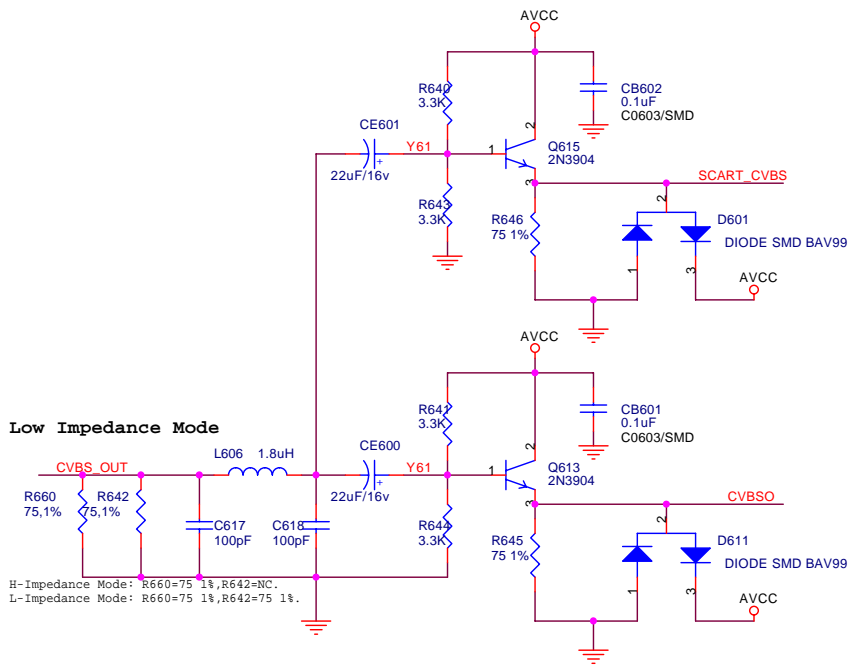 AVCC
R640
3.3K
CB602
0.1uF
C0603/SMD
CE601
22uF/16v
Y61
1
2
3
Q615
2N3904
SCART_CVBS
R643
3.3K
R646
75 1%
2
1
3
D601
DIODE SMD BAV99
AVCC
AVCC
R641
3.3K
CB601
0.1uF
C0603/SMD
Low Impedance Mode
L606 1.8uH
CE600
22uF/16v
Y61
1
2
3
Q613
2N3904
CVBS_OUT
CVBSO
R660
75,1%
R642
75,1%
C617
100pF
C618
100pF
R644
3.3K
R645
75 1%
2
1
3
D611
DIODE SMD BAV99
AVCC
H-Impedance Mode: R660=75 1%,R642=NC.
L-Impedance Mode: R660=75 1%,R642=75 1%.